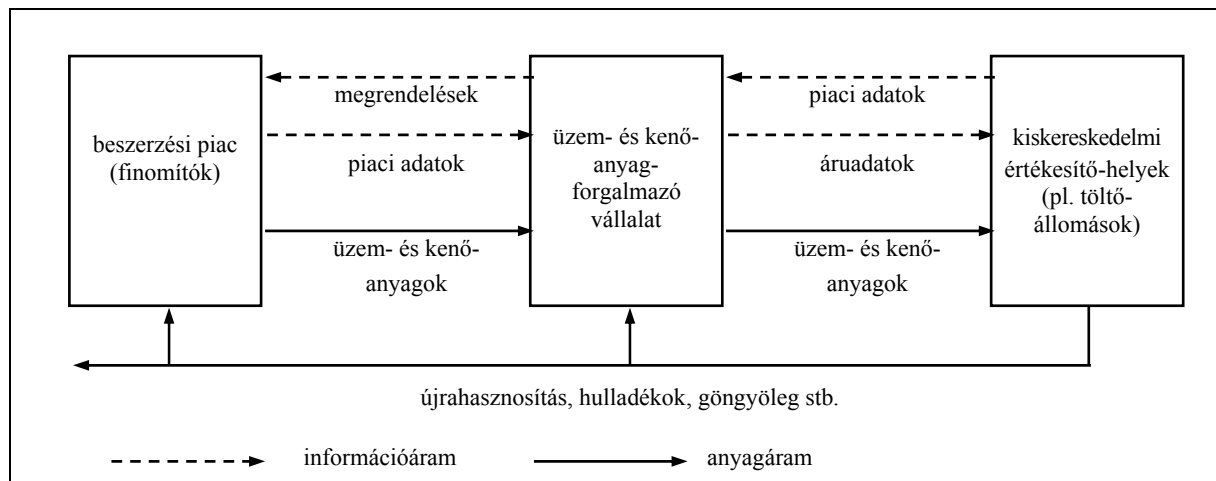 beszerzési piac
(finomítók)
megrendelések
piaci adatok
üzem- és kenő-
anyagok
üzem- és kenő-
anyag-
forgalmazó
vállalat
piaci adatok
áruadatok
üzem- és kenő-
anyagok
kiskereskedelmi
értékesítő-helyek
(pl. töltő-
állomások)
újrahasznosítás, hulladékok, göngyöleg stb.
információáram
anyagáram